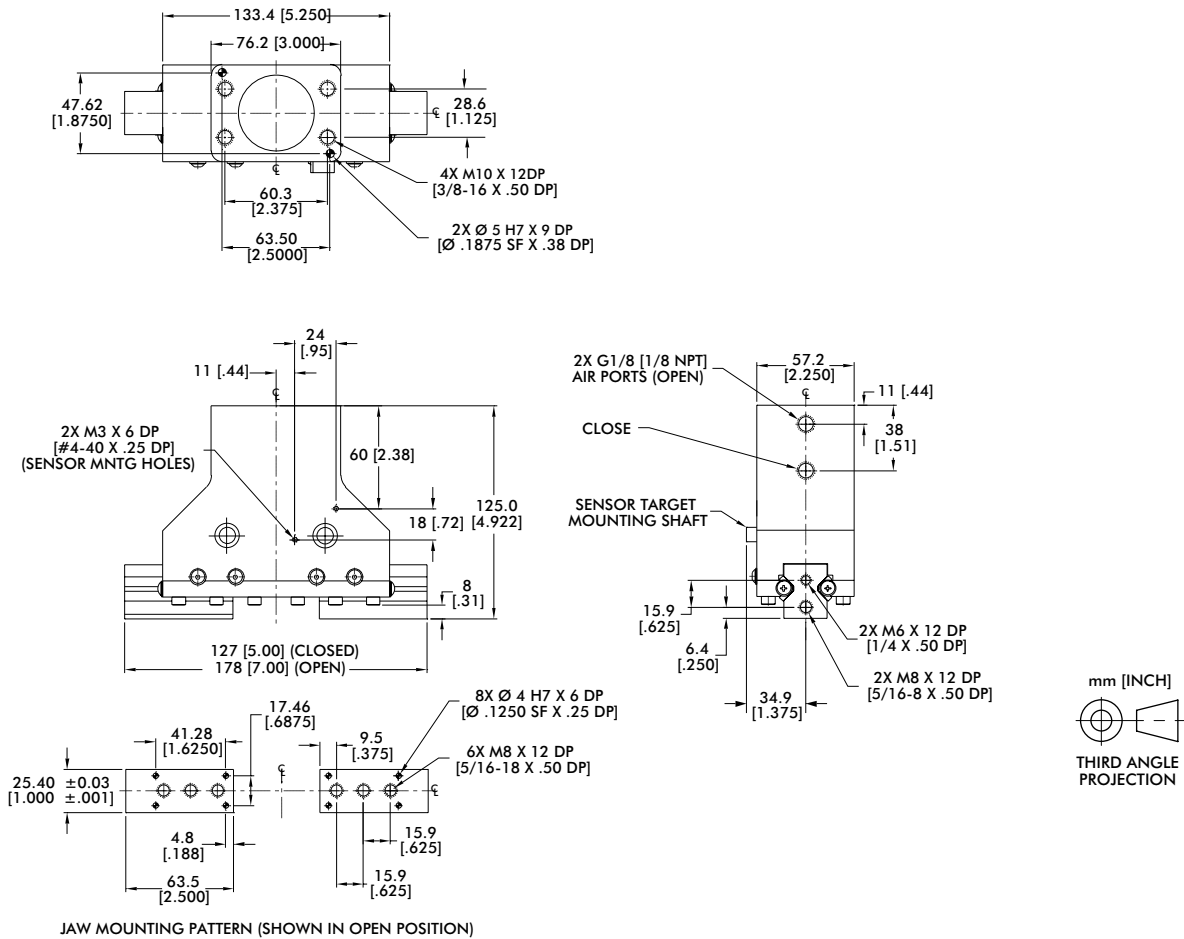 133.4 [5.250]
76.2 [3.000]
47.62
[1.8750]
28.6
[1.125]
℄
℄
4X M10 X 12DP
[3/8-16 X .50 DP]
60.3
[2.375]
2X Ø 5 H7 X 9 DP
[Ø .1875 SF X .38 DP]
63.50
[2.5000]
24
[.95]
11 [.44]
℄
2X M3 X 6 DP
[#4-40 X .25 DP]
(SENSOR MNTG HOLES)
60 [2.38]
125.0
[4.922]
18 [.72]
8
[.31]
127 [5.00] (CLOSED)
178 [7.00] (OPEN)
2X G1/8 [1/8 NPT]
AIR PORTS (OPEN)
57.2
[2.250]
℄
11 [.44]
CLOSE
38
[1.51]
SENSOR TARGET
MOUNTING SHAFT
15.9
[.625]
6.4
[.250]
2X M6 X 12 DP
[1/4 X .50 DP]
2X M8 X 12 DP
[5/16-8 X .50 DP]
34.9
[1.375]
mm [INCH]
THIRD ANGLE
PROJECTION
17.46
[.6875]
8X Ø 4 H7 X 6 DP
[Ø .1250 SF X .25 DP]
41.28
[1.6250]
9.5
[.375]
6X M8 X 12 DP
[5/16-18 X .50 DP]
℄
℄
25.40 ±0.03
[1.000 ±.001]
4.8
[.188]
15.9
[.625]
63.5
[2.500]
15.9
[.625]
JAW MOUNTING PATTERN (SHOWN IN OPEN POSITION)